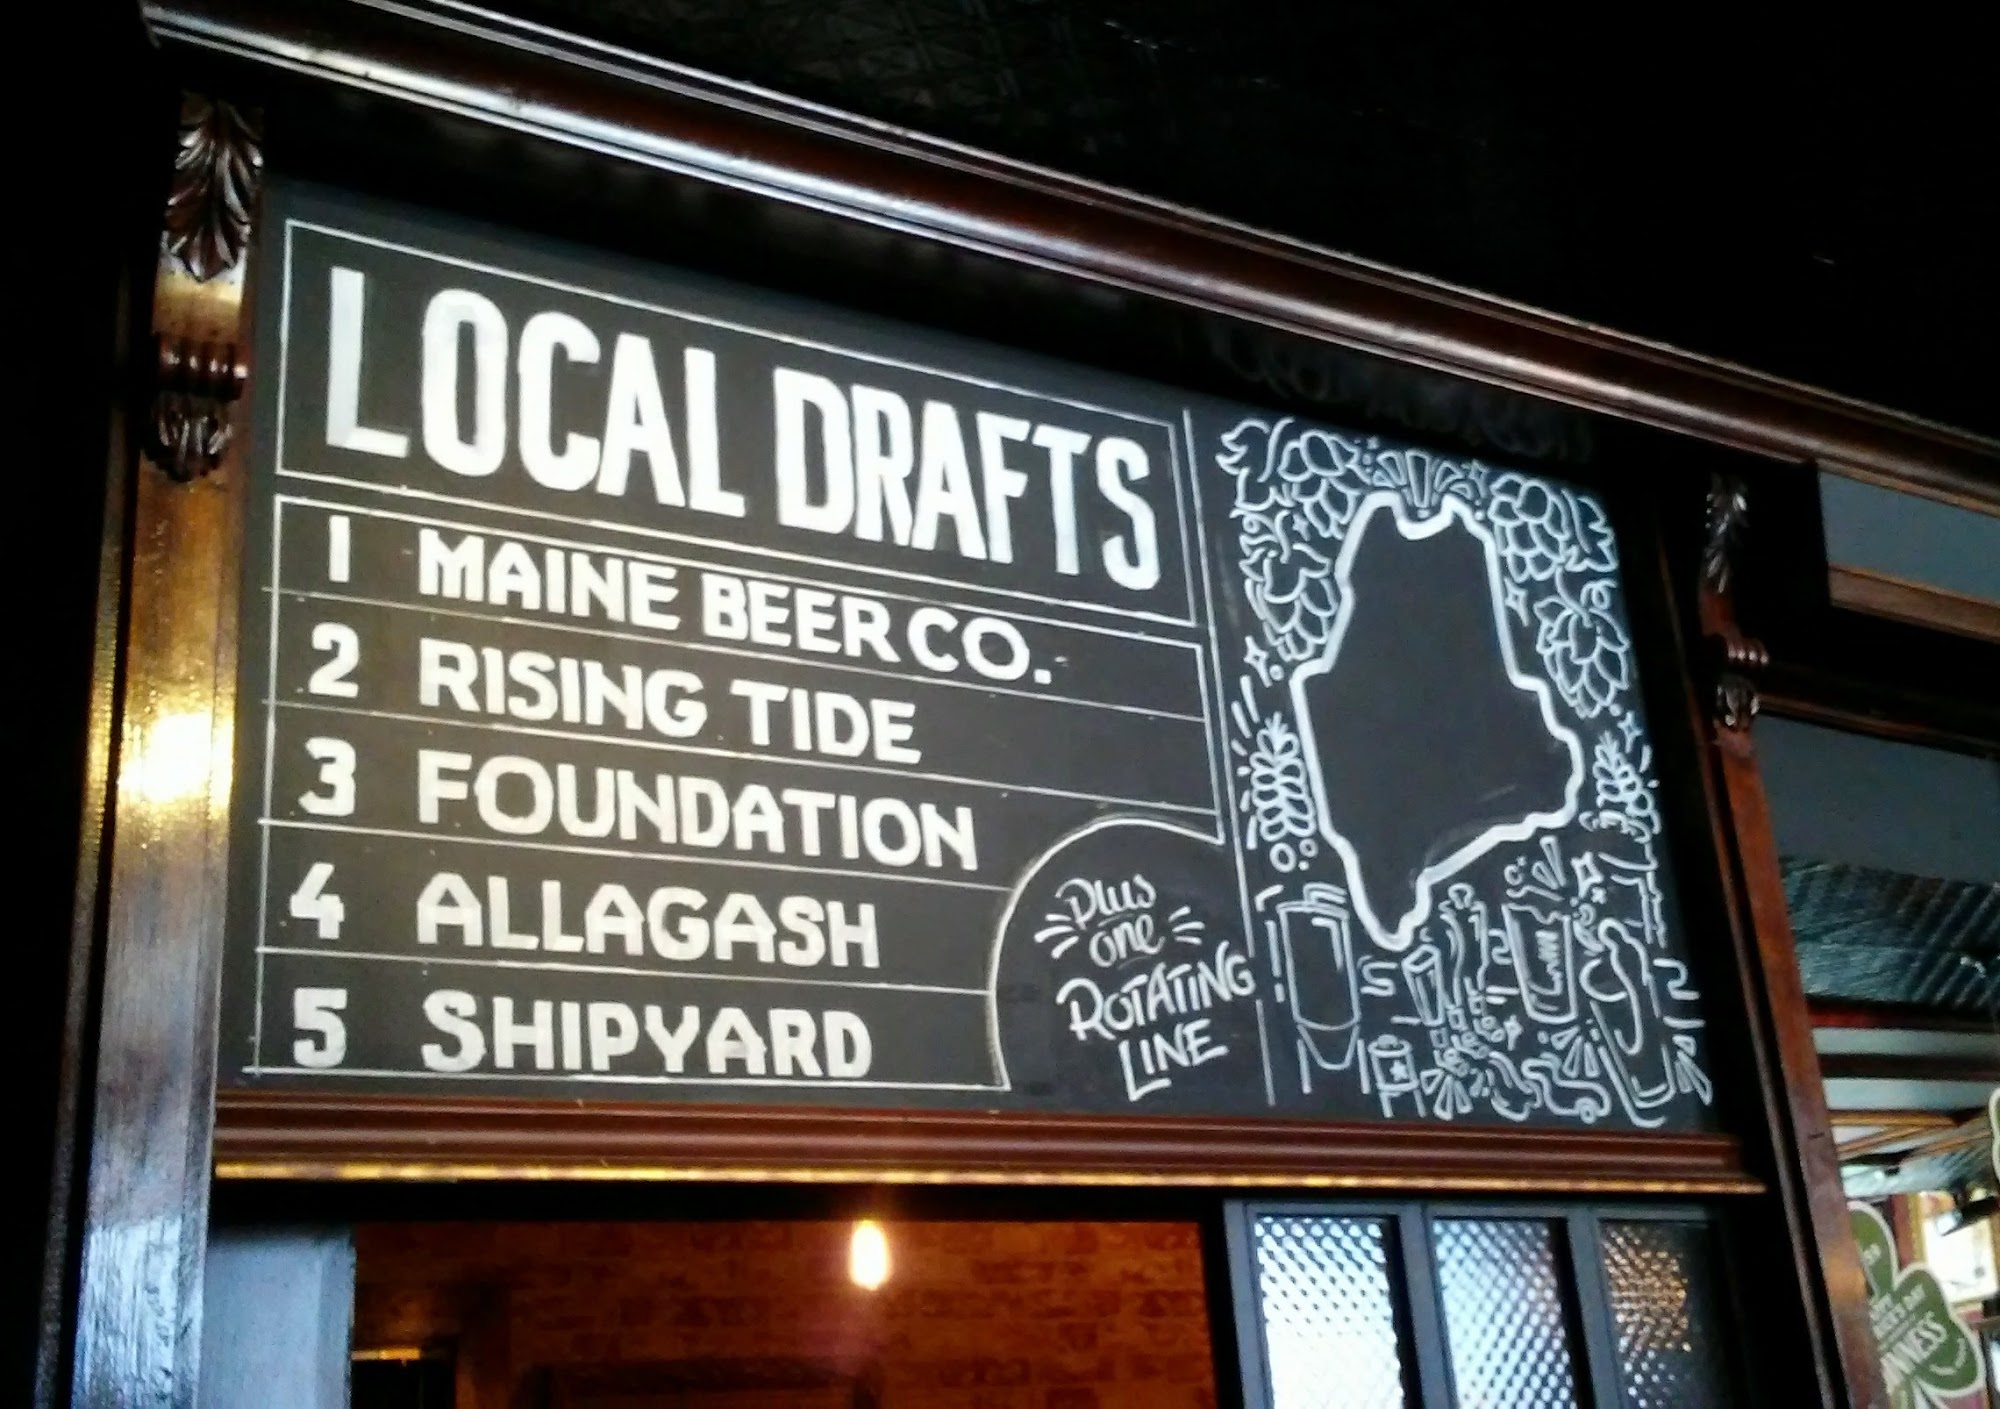 LOCAL DRAFTS
1 MAINE BEER CO.
2 RISING TIDE
3 FOUNDATION
4 ALLAGASH
5 SHIPYARD
Plus
one
ROTATING
LINE